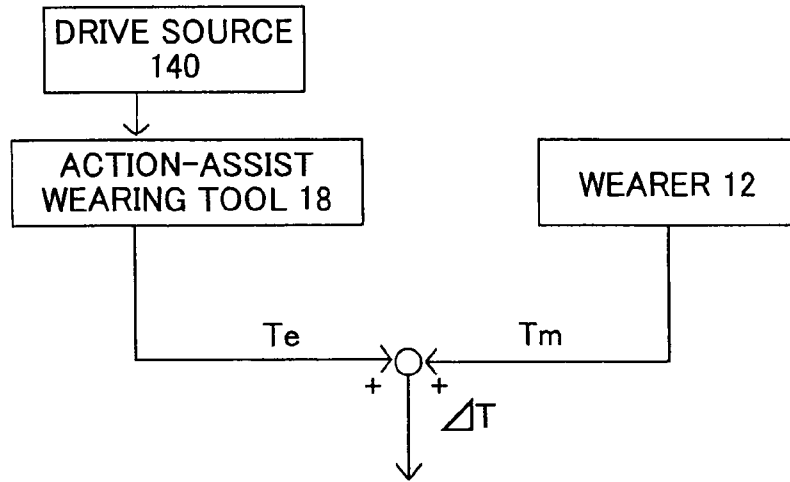 DRIVE SOURCE
140
ACTION-ASSIST
WEARING TOOL 18
WEARER 12
Te
Tm
+ +
⊿T